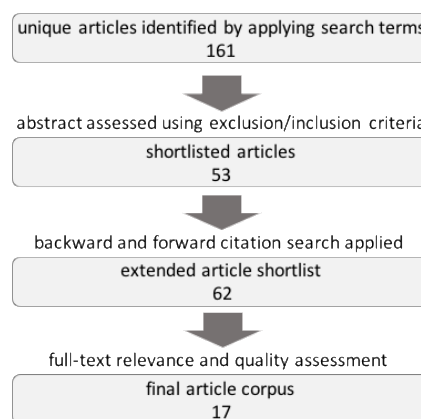 unique articles identified by applying search terms
161
abstract assessed using exclusion/inclusion criteria
shortlisted articles
53
backward and forward citation search applied
extended article shortlist
62
full-text relevance and quality assessment
final article corpus
17